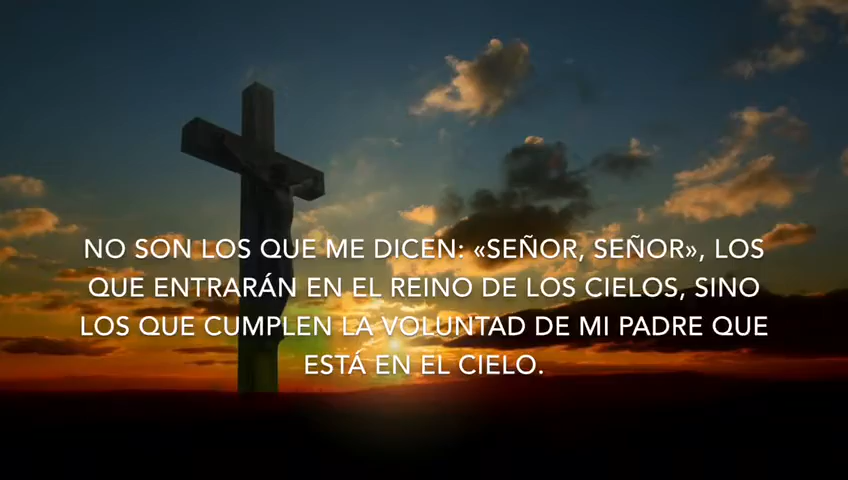 NO SON LOS QUE ME DICEN: «SEÑOR, SEÑOR», LOS
QUE ENTRARÁN EN EL REINO DE LOS CIELOS, SINO
LOS QUE CUMPLEN LA VOLUNTAD DE MI PADRE QUE
ESTÁ EN EL CIELO.